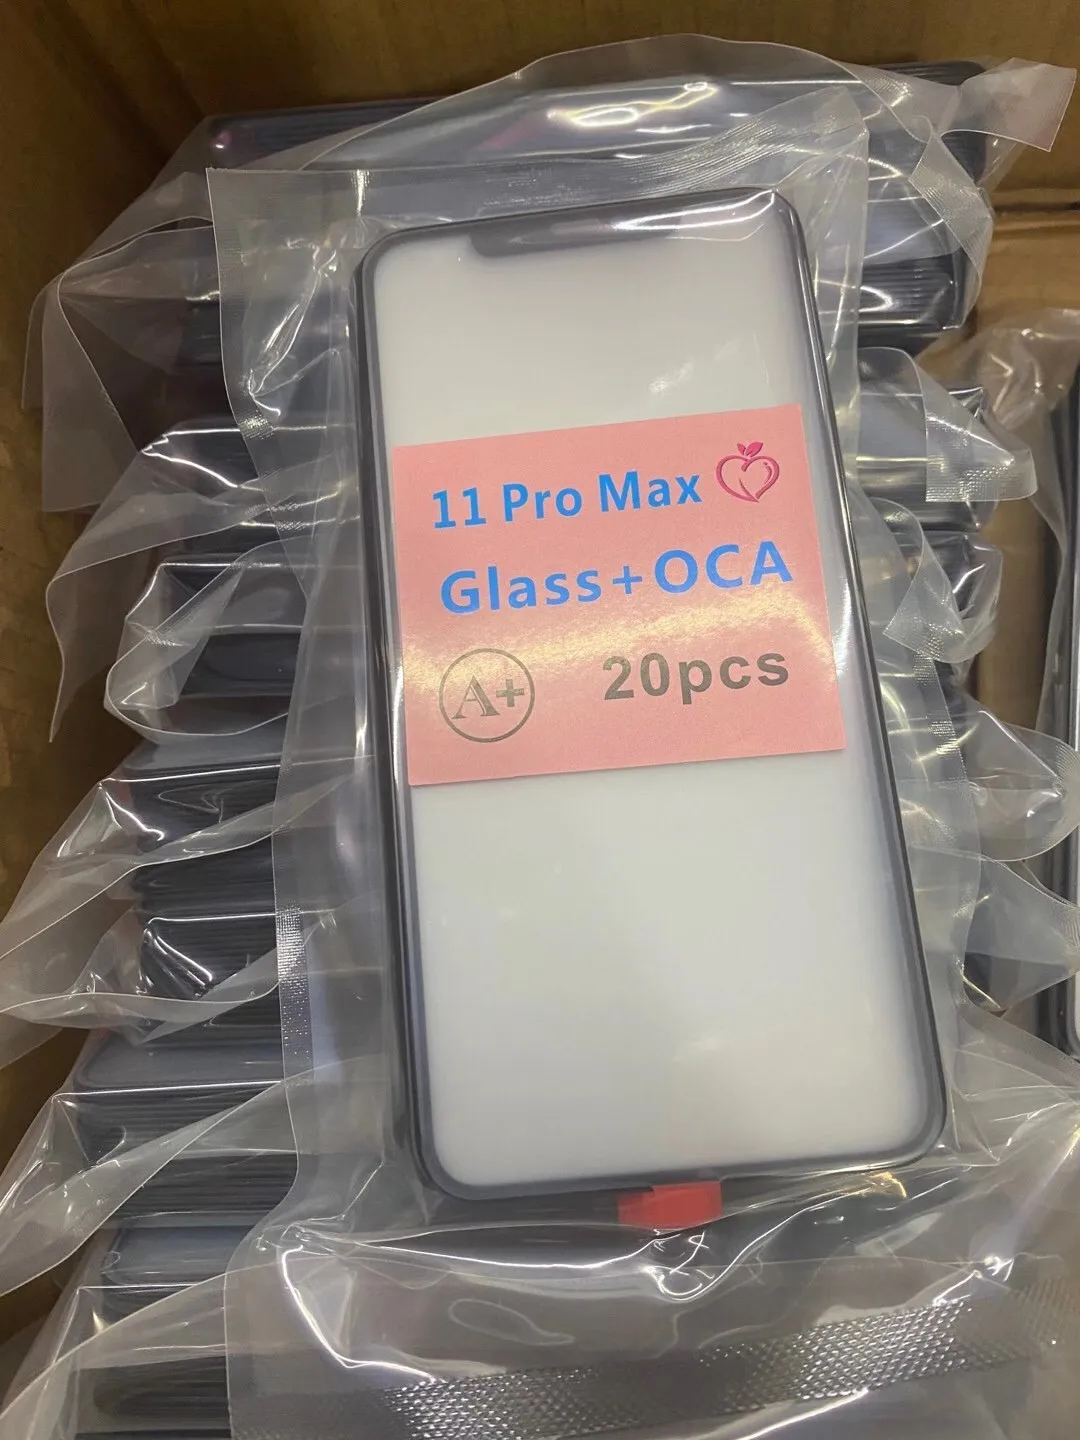 11 Pro Max
Glass+OCA
A+ 20pcs